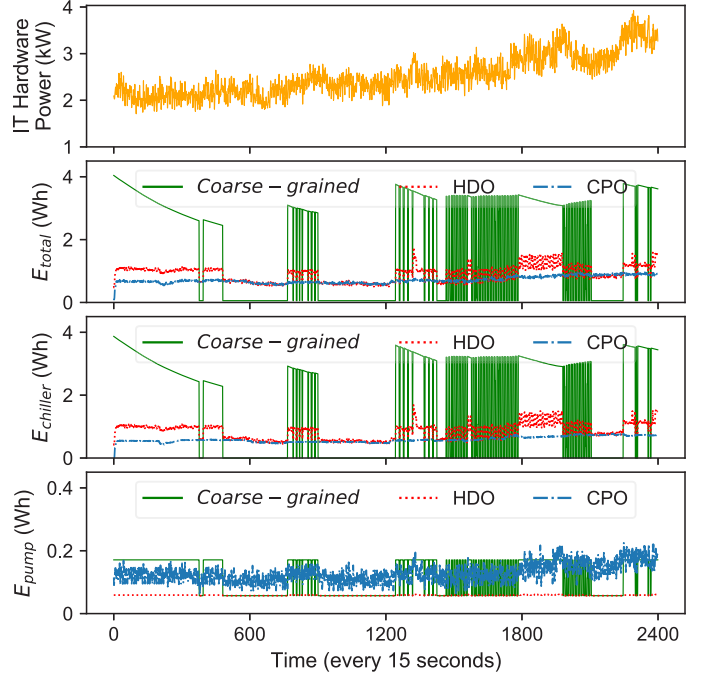 IT Hardware
Power (kW)
4
3
2
1
E_total (Wh)
4
2
0
Coarse − grained
HDO
CPO
E_chiller (Wh)
4
2
0
Coarse − grained
HDO
CPO
E_pump (Wh)
0.4
0.2
0
Coarse − grained
HDO
CPO
0
600
1200
1800
2400
Time (every 15 seconds)